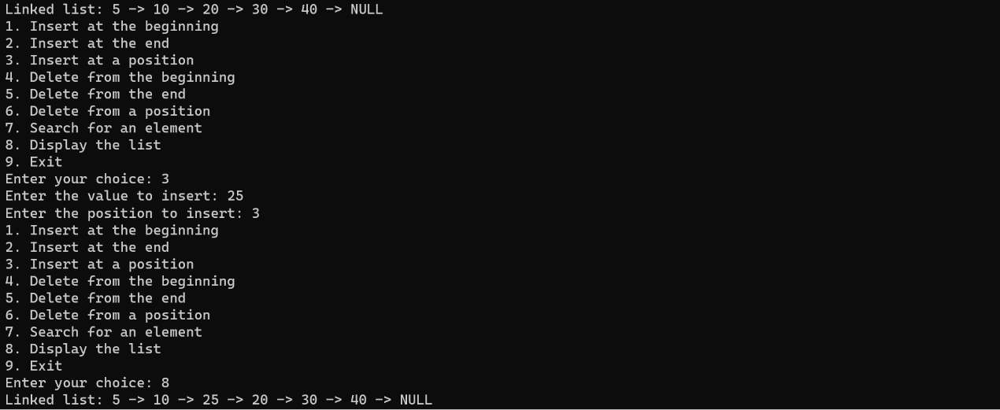 Linked list: 5 -> 10 -> 20 -> 30 -> 40 -> NULL
1. Insert at the beginning
2. Insert at the end
3. Insert at a position
4. Delete from the beginning
5. Delete from the end
6. Delete from a position
7. Search for an element
8. Display the list
9. Exit
Enter your choice: 3
Enter the value to insert: 25
Enter the position to insert: 3
1. Insert at the beginning
2. Insert at the end
3. Insert at a position
4. Delete from the beginning
5. Delete from the end
6. Delete from a position
7. Search for an element
8. Display the list
9. Exit
Enter your choice: 8
Linked list: 5 -> 10 -> 25 -> 20 -> 30 -> 40 -> NULL